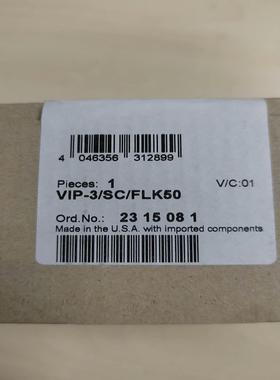 4 046356 312899
Pieces: 1 V/C:01
VIP-3/SC/FLK50
Ord.No.: 23 15 08 1
Made in the U.S.A. with imported components